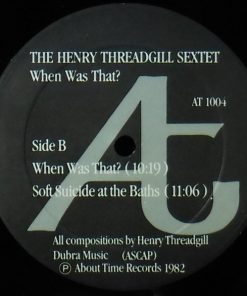 THE HENRY THREADGILL SEXTET
When Was That?
At
AT 1004
Side B
When Was That? ( 10:19 )
Soft Suicide at the Baths ( 11:06 )
All compositions by Henry Threadgill
Dubra Music (ASCAP)
Ⓟ About Time Records 1982